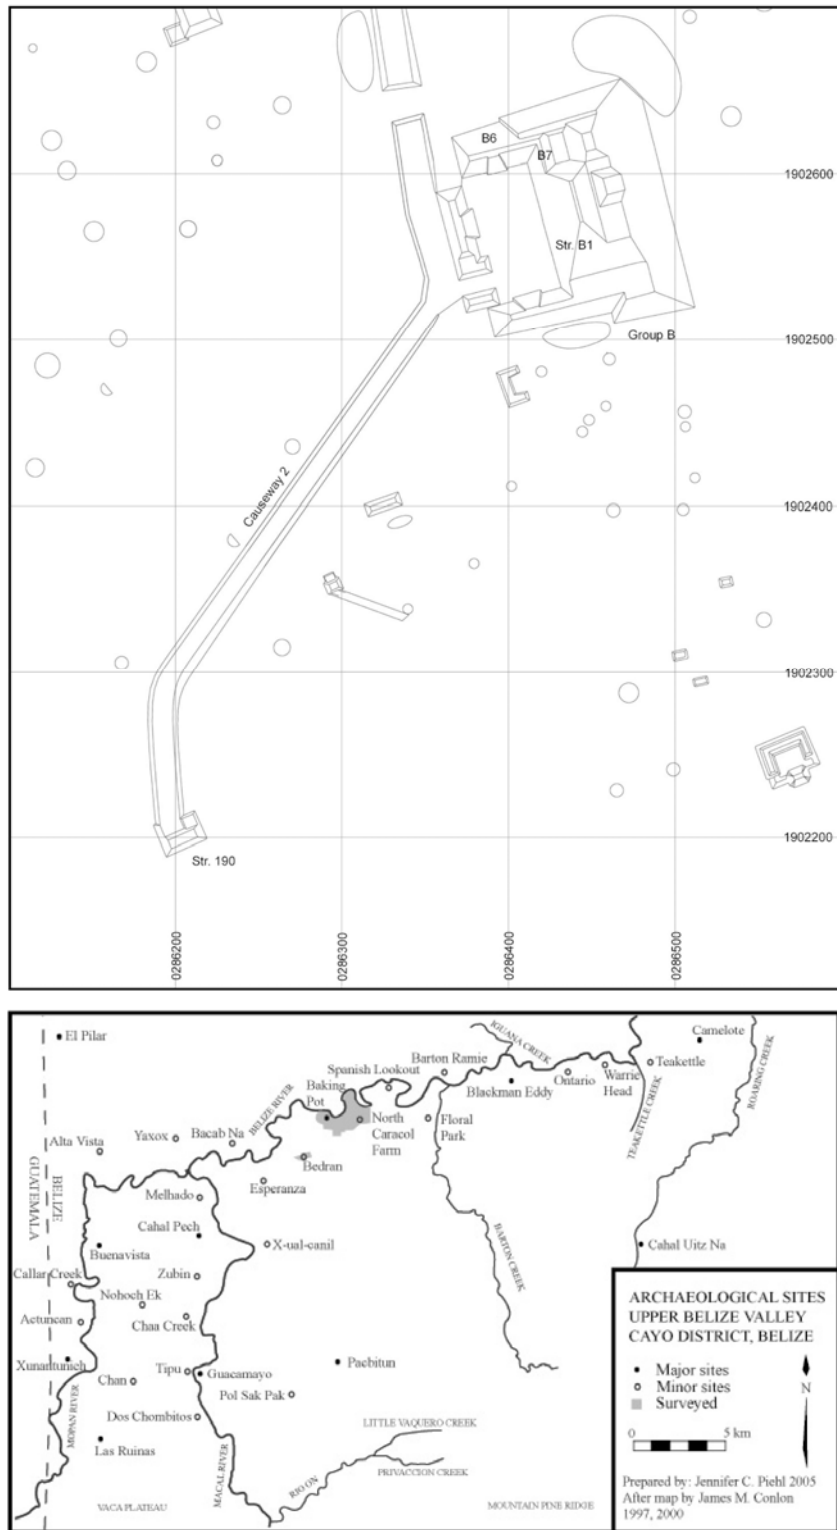 B6
B7
1902600
Str. B1
1902500
Group B
Causeway 2
1902400
1902300
1902200
Str. 190
0286200
0286300
0286400
0286500
El Pilar
Camelote
IGUANA CREEK
Barton Ramie
Spanish Lookout
Teakettle
Baking
Pot
Ontario
Warrie
Head
Blackman Eddy
ROARING CREEK
BELIZE RIVER
North
Caracol
Farm
Floral
Park
TEAKETTLE CREEK
Yaxox
Bacab Na
Alta Vista
Bedran
GUATEMALA
BELIZE
Esperanza
Melhado
Cahal Pech
X-ual-canil
BARTON CREEK
Cahal Uitz Na
Buenavista
Callar Creek
Zubin
Nohoch Ek
Actuncan
Chaa Creek
Xunantunich
Tipu
Guacamayo
Pacbitun
Chan
Pol Sak Pak
Dos Chombitos
MOPAN RIVER
LITTLE VAQUERO CREEK
Las Ruinas
MACAL RIVER
PRIVACCION CREEK
RIO ON
VACA PLATEAU
MOUNTAIN PINE RIDGE
ARCHAEOLOGICAL SITES
UPPER BELIZE VALLEY
CAYO DISTRICT, BELIZE
Major sites
Minor sites
Surveyed
N
0 5 km
Prepared by: Jennifer C. Piehl 2005
After map by James M. Conlon
1997, 2000